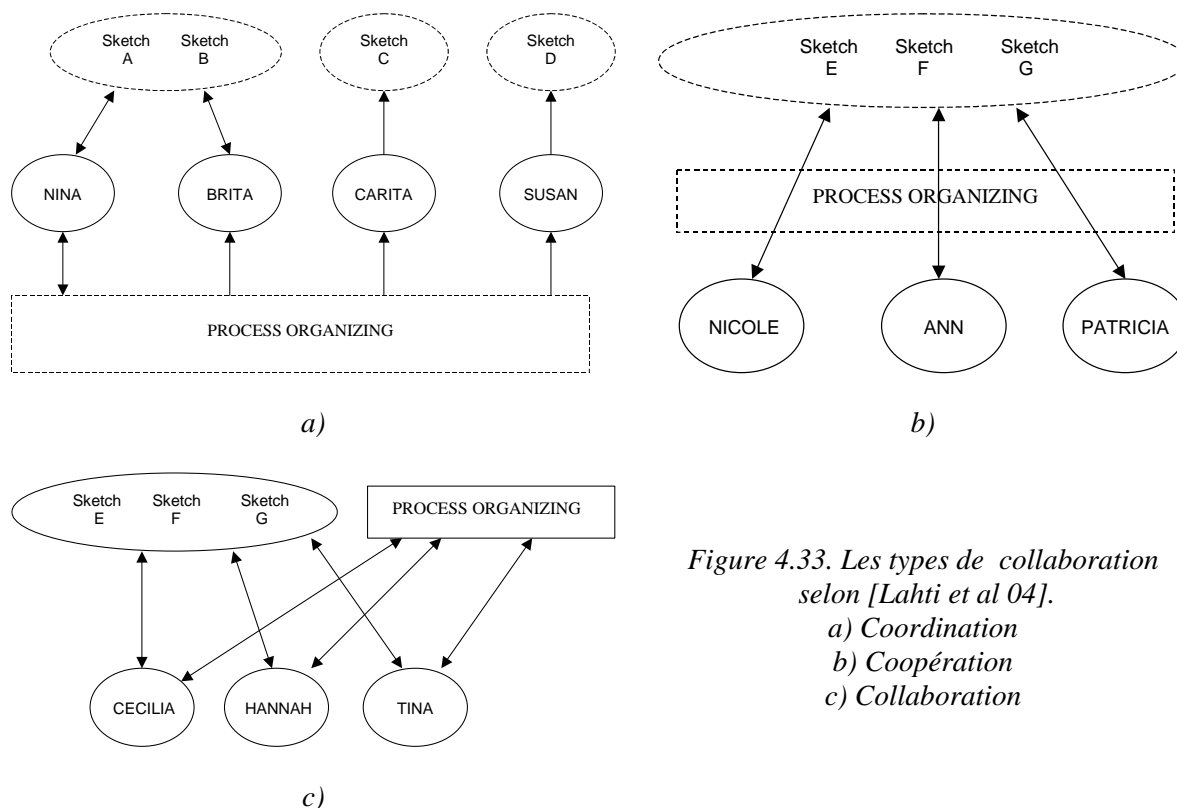 Sketch Sketch Sketch Sketch
A B C D
NINA BRITA CARITA SUSAN
PROCESS ORGANIZING
a)
Sketch Sketch Sketch
E F G
PROCESS ORGANIZING
NICOLE ANN PATRICIA
b)
Sketch Sketch Sketch
E F G
PROCESS ORGANIZING
CECILIA HANNAH TINA
c)
Figure 4.33. Les types de collaboration
selon [Lahti et al 04].
a) Coordination
b) Coopération
c) Collaboration